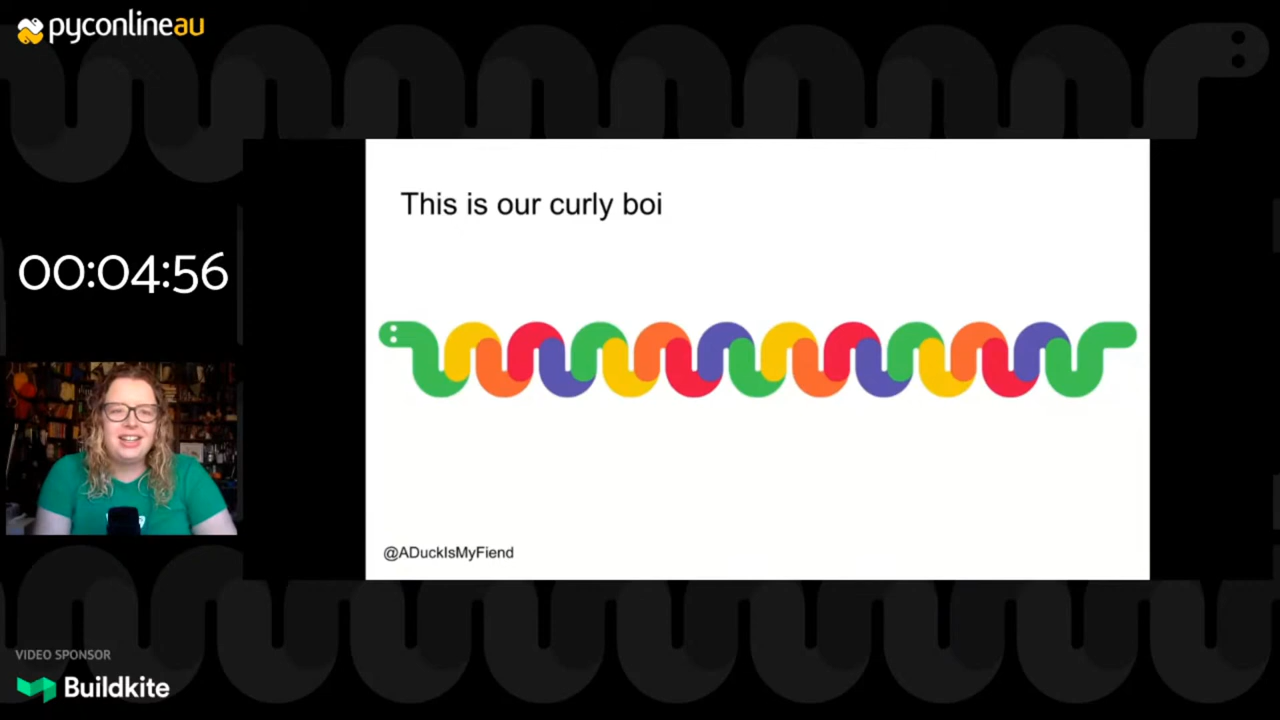 pyconlineau
This is our curly boi
00:04:56
@ADuckIsMyFiend
VIDEO SPONSOR
Buildkite